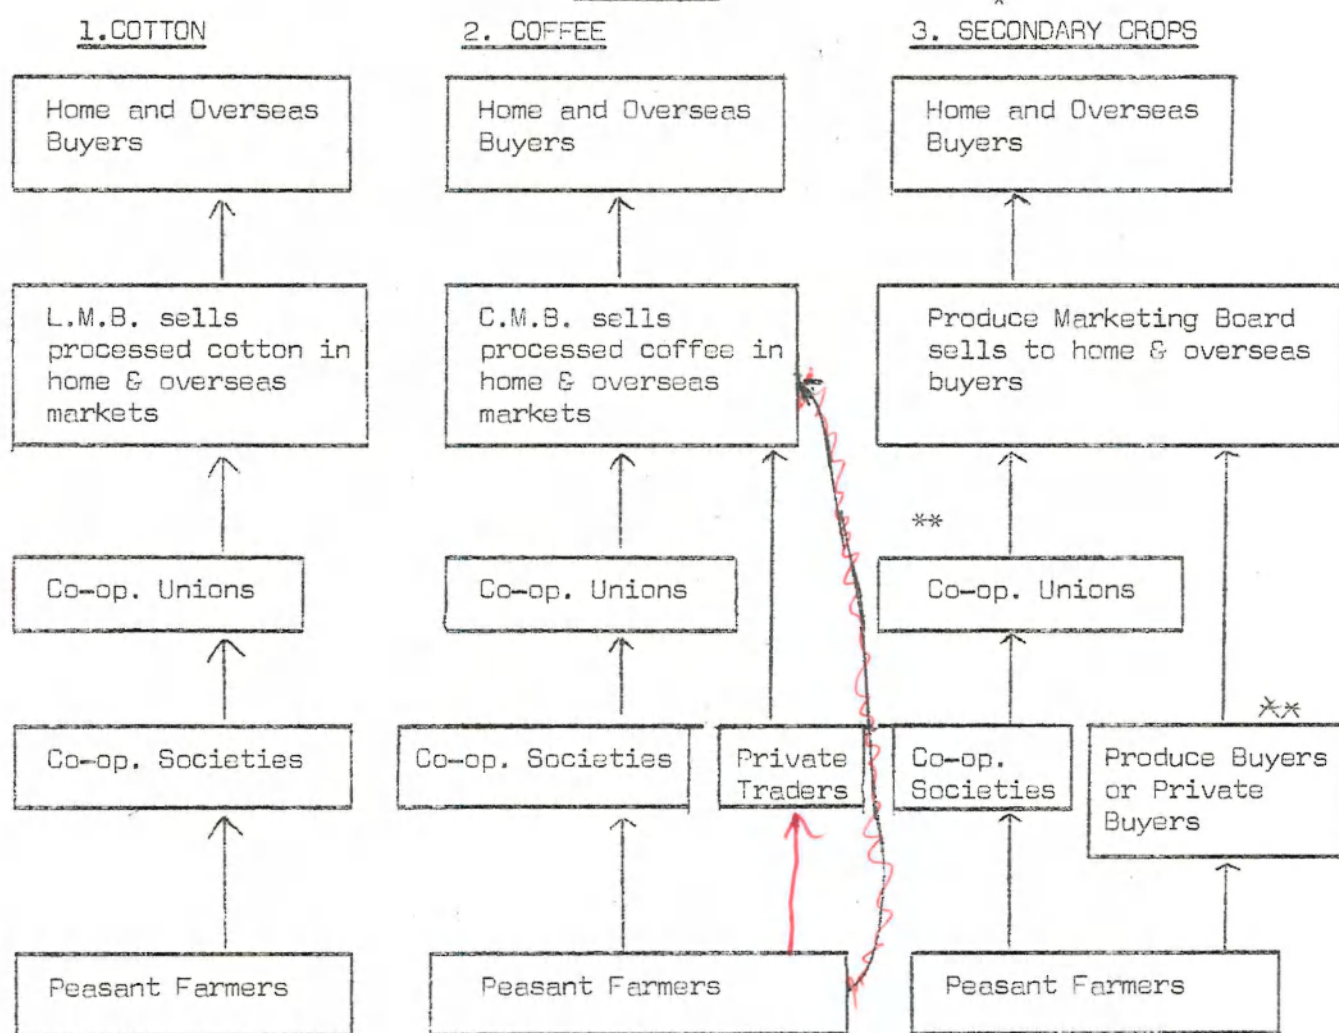 *
1.COTTON
2. COFFEE
3. SECONDARY CROPS
Home and Overseas
Buyers
Home and Overseas
Buyers
Home and Overseas
Buyers
L.M.B. sells
processed cotton in
home & overseas
markets
C.M.B. sells
processed coffee in
home & overseas
markets
Produce Marketing Board
sells to home & overseas
buyers
**
Co-op. Unions
Co-op. Unions
Co-op. Unions
**
Co-op. Societies
Co-op. Societies
Private
Traders
Co-op.
Societies
Produce Buyers
or Private
Buyers
Peasant Farmers
Peasant Farmers
Peasant Farmers